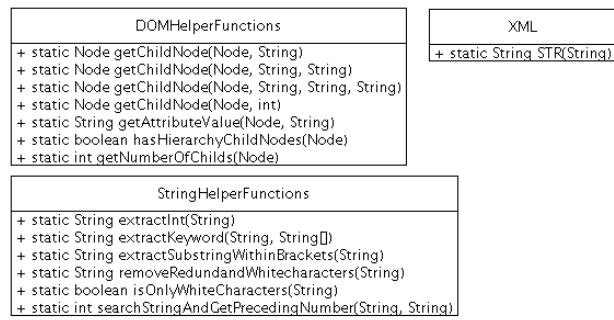 DOMHelperFunctions
+ static Node getChildNode(Node, String)
+ static Node getChildNode(Node, String, String)
+ static Node getChildNode(Node, String, String, String)
+ static Node getChildNode(Node, int)
+ static String getAttributeValue(Node, String)
+ static boolean hasHierarchyChildNodes(Node)
+ static int getNumberOfChilds(Node)
XML
+ static String STR(String)
StringHelperFunctions
+ static String extractInt(String)
+ static String extractKeyword(String, String[])
+ static String extractSubstringWithinBrackets(String)
+ static String removeRedundandWhitecharacters(String)
+ static boolean isOnlyWhiteCharacters(String)
+ static int searchStringAndGetPrecedingNumber(String, String)